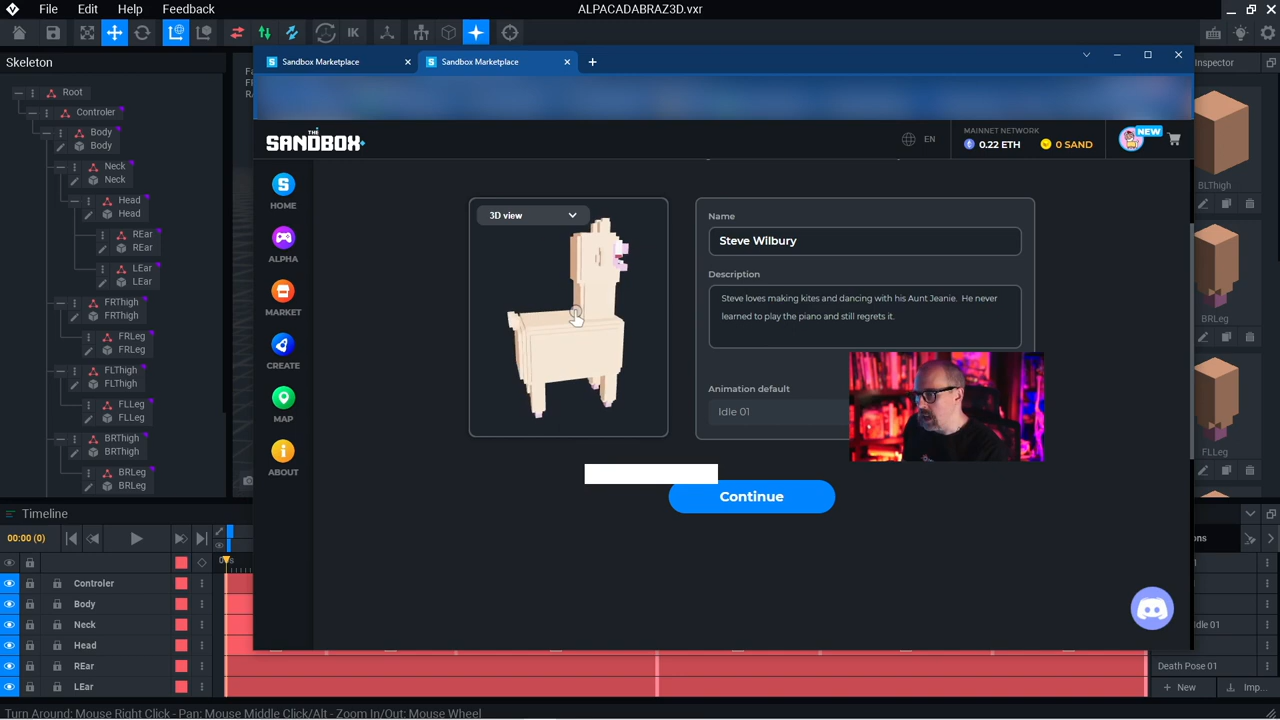 File Edit Help Feedback
ALPACADABRAZ3D.vxr
IK
Skeleton
Inspector
Root
Controler
Body
Body
Neck
Neck
Head
Head
REar
REar
LEar
LEar
FRThigh
FRThigh
FRLeg
FRLeg
FLThigh
FLThigh
FLLeg
FLLeg
BRThigh
BRThigh
BRLeg
BRLeg
Sandbox Marketplace
Sandbox Marketplace
THE
SANDBOX
EN
MAINNET NETWORK
0.22 ETH
0 SAND
NEW
HOME
ALPHA
MARKET
CREATE
MAP
ABOUT
3D view
Name
Steve Wilbury
Description
Steve loves making kites and dancing with his Aunt Jeanie. He never
learned to play the piano and still regrets it.
Animation default
Idle 01
Continue
BLThigh
BRLeg
FLLeg
Timeline
00:00 (0)
Controler
Body
Neck
Head
REar
LEar
Idle 01
Death Pose 01
New
Imp...
Turn Around: Mouse Right Click - Pan: Mouse Middle Click/Alt - Zoom In/Out: Mouse Wheel